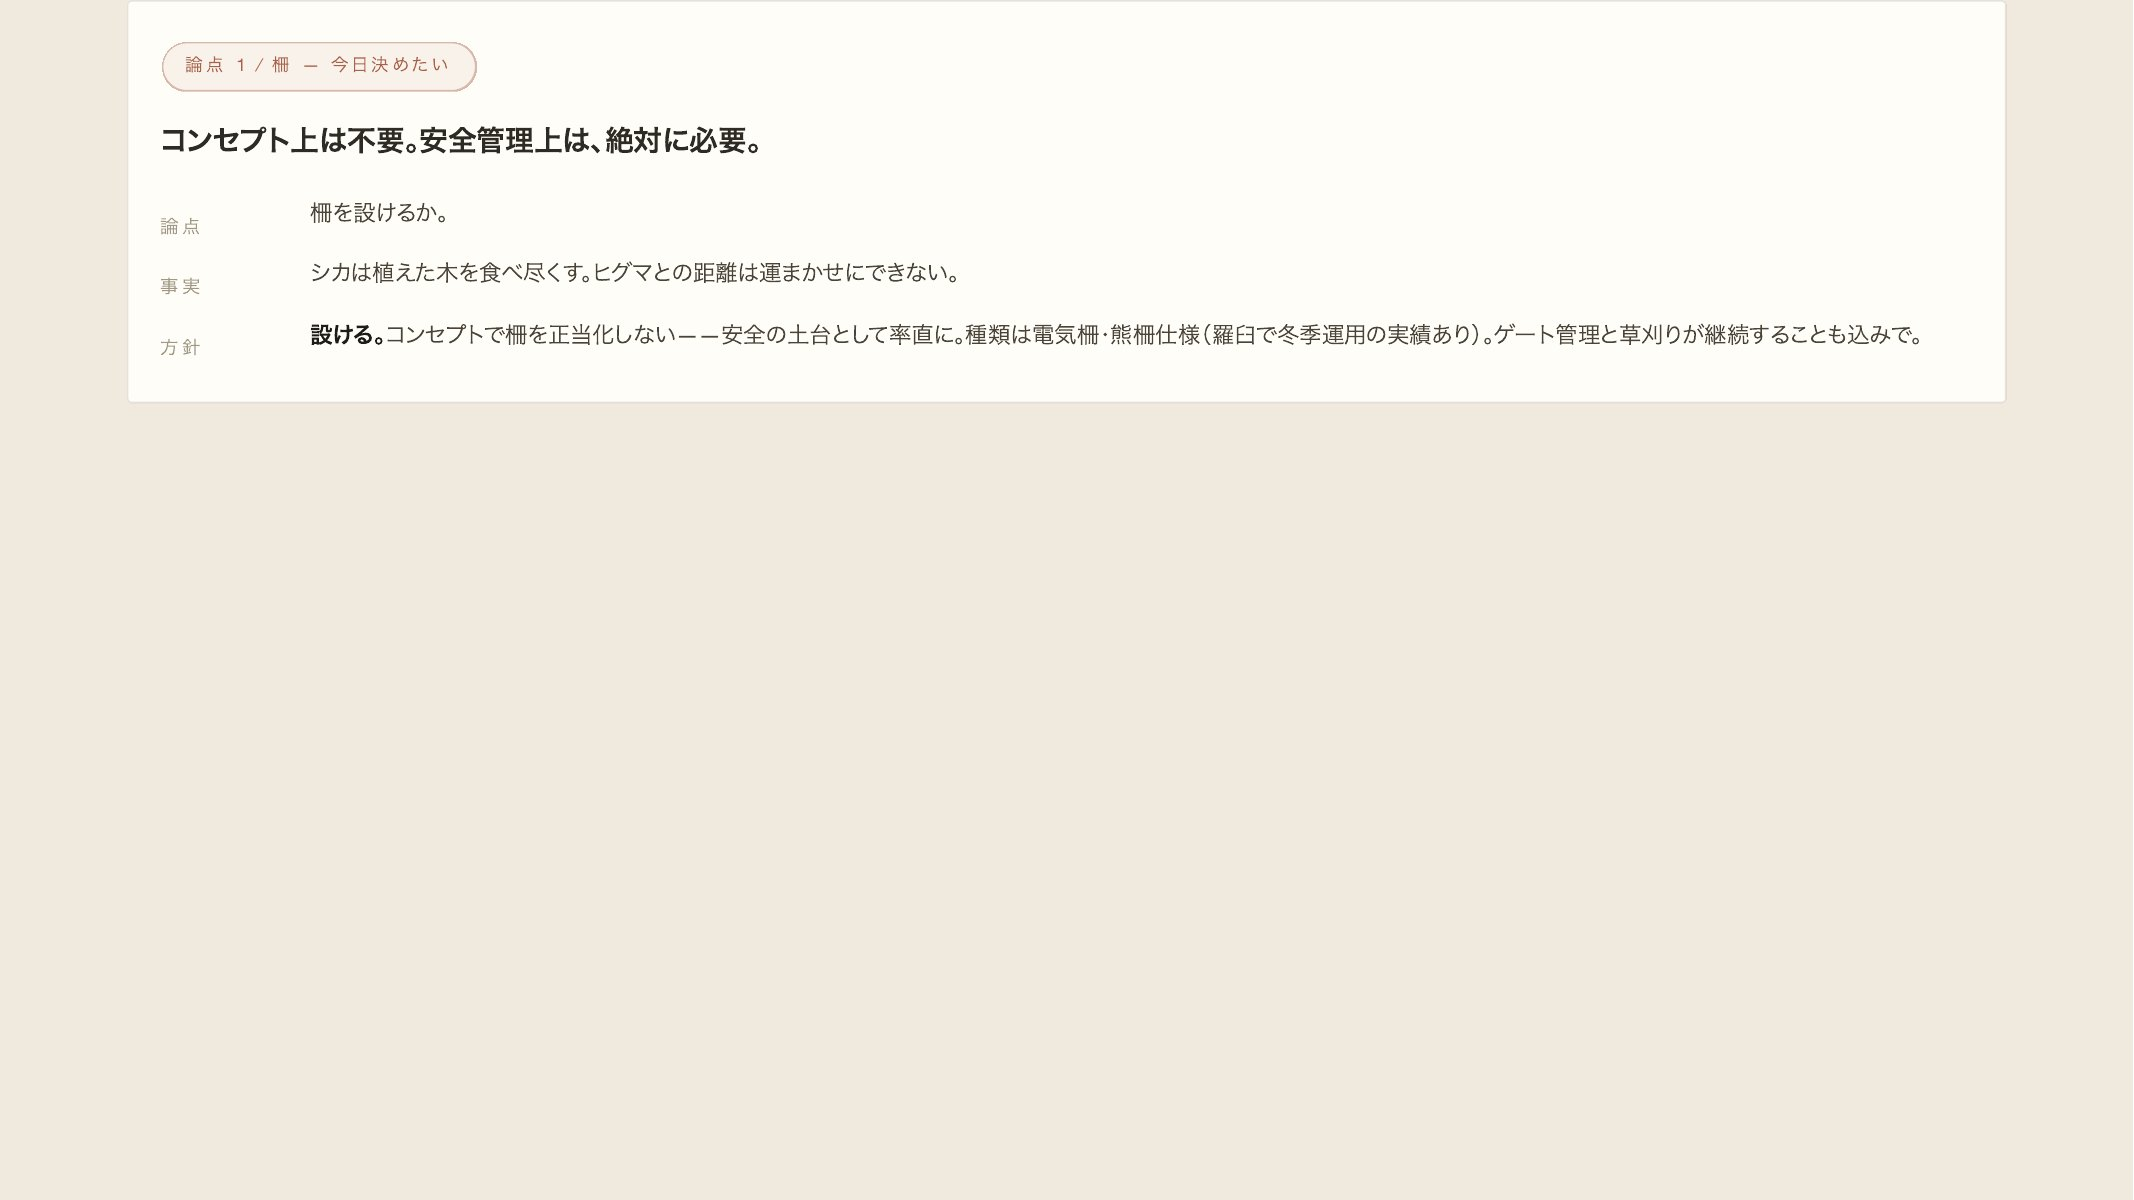 論点 1 / 柵 — 今日決めたい
コンセプト上は不要。安全管理上は、絶対に必要。
論点 柵を設けるか。
事実 シカは植えた木を食べ尽くす。ヒグマとの距離は運まかせにできない。
方針 設ける。コンセプトで柵を正当化しない——安全の土台として率直に。種類は電気柵・熊柵仕様（羅臼で冬季運用の実績あり）。ゲート管理と草刈りが継続することも込みで。